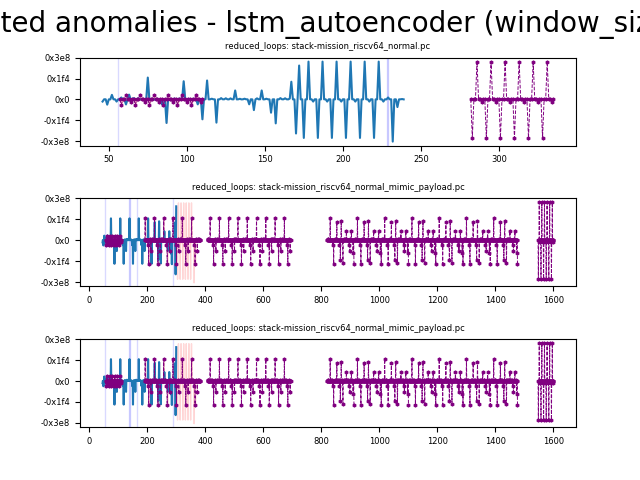 ted anomalies - lstm_autoencoder (window_siz
reduced_loops: stack-mission_riscv64_normal.pc
0x3e8
0x1f4
0x0
-0x1f4
-0x3e8
50 100 150 200 250 300
reduced_loops: stack-mission_riscv64_normal_mimic_payload.pc
0x3e8
0x1f4
0x0
-0x1f4
-0x3e8
0 200 400 600 800 1000 1200 1400 1600
reduced_loops: stack-mission_riscv64_normal_mimic_payload.pc
0x3e8
0x1f4
0x0
-0x1f4
-0x3e8
0 200 400 600 800 1000 1200 1400 1600